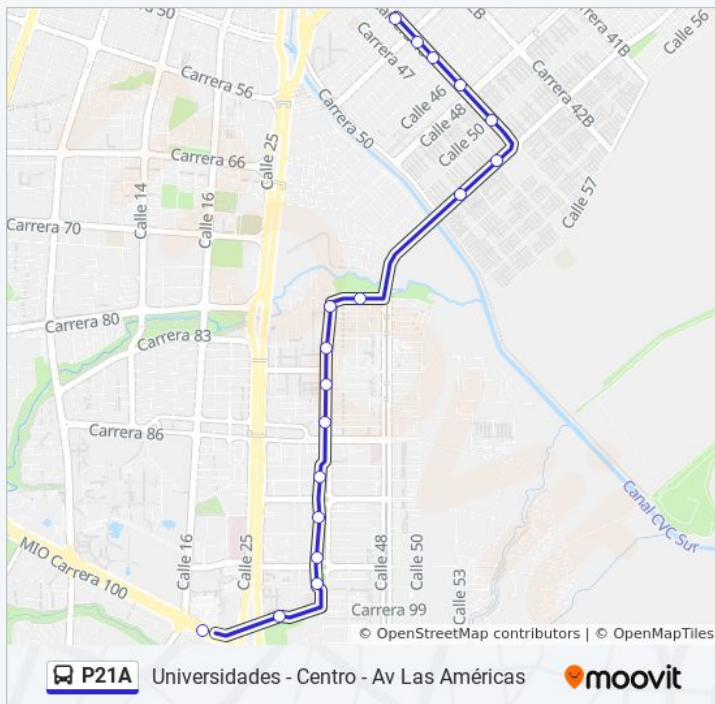 Carrera 50
Carrera 47
Calle 46
Calle 48
Calle 50
Carrera 42B
Carrera 41B
Calle 56
Carrera 56
Carrera 50
Calle 25
Carrera 66
Calle 14
Calle 16
Calle 57
Carrera 70
Carrera 80
Carrera 83
Carrera 86
Canal CVC Sur
MIO Carrera 100
Calle 16
Calle 25
Calle 48
Calle 50
Calle 53
Carrera 99
© OpenStreetMap contributors | © OpenMapTiles
P21A Universidades - Centro - Av Las Américas
moovit